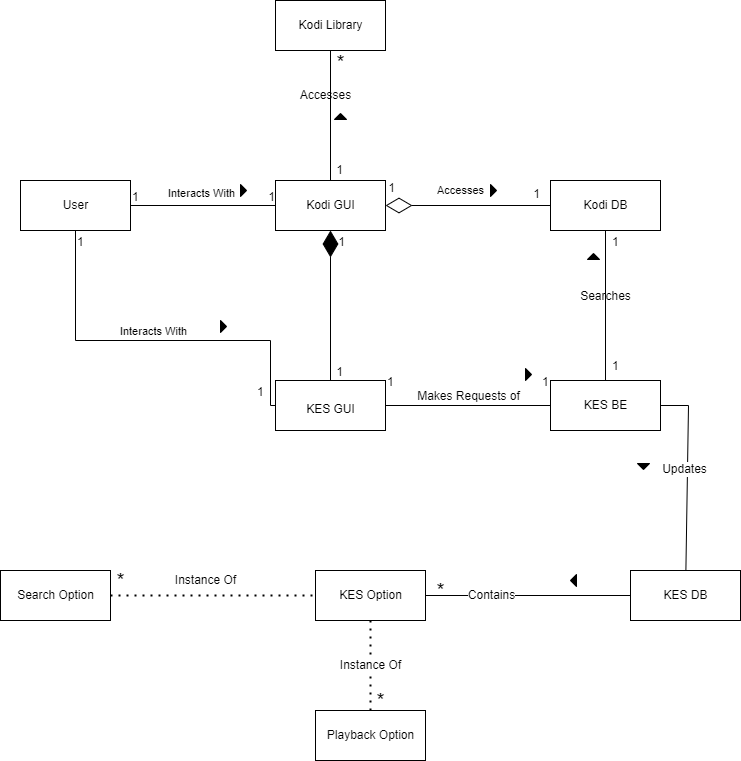 Kodi Library
*
Accesses
1
User
1
Interacts With
1
Kodi GUI
1
Accesses
1
Kodi DB
1
1
1
Searches
Interacts With
1
1
1
KES GUI
1
Makes Requests of
1
KES BE
Updates
Search Option
*
Instance Of
KES Option
*
Contains
KES DB
Instance Of
*
Playback Option